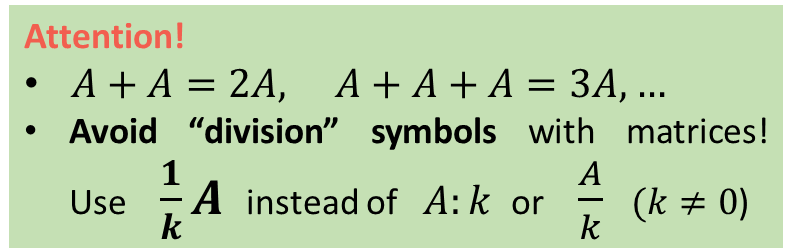 Attention!
• A + A = 2A,   A + A + A = 3A, ...
• Avoid “division” symbols with matrices!
Use 1/k A instead of A: k or A/k (k ≠ 0)